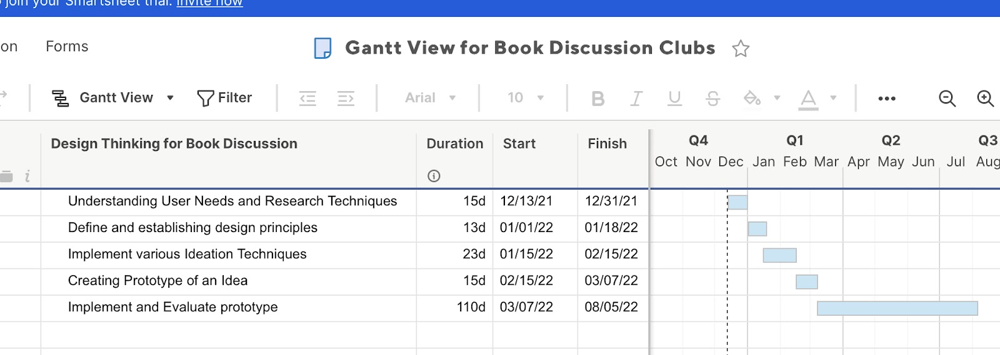 join your Smartsheet trial. Invite now
on Forms Gantt View for Book Discussion Clubs
Gantt View Filter Arial 10 B I U S A
Design Thinking for Book Discussion Duration Start Finish Q4 Q1 Q2 Q3
Oct Nov Dec Jan Feb Mar Apr May Jun Jul Aug
Understanding User Needs and Research Techniques 15d 12/13/21 12/31/21
Define and establishing design principles 13d 01/01/22 01/18/22
Implement various Ideation Techniques 23d 01/15/22 02/15/22
Creating Prototype of an Idea 15d 02/15/22 03/07/22
Implement and Evaluate prototype 110d 03/07/22 08/05/22